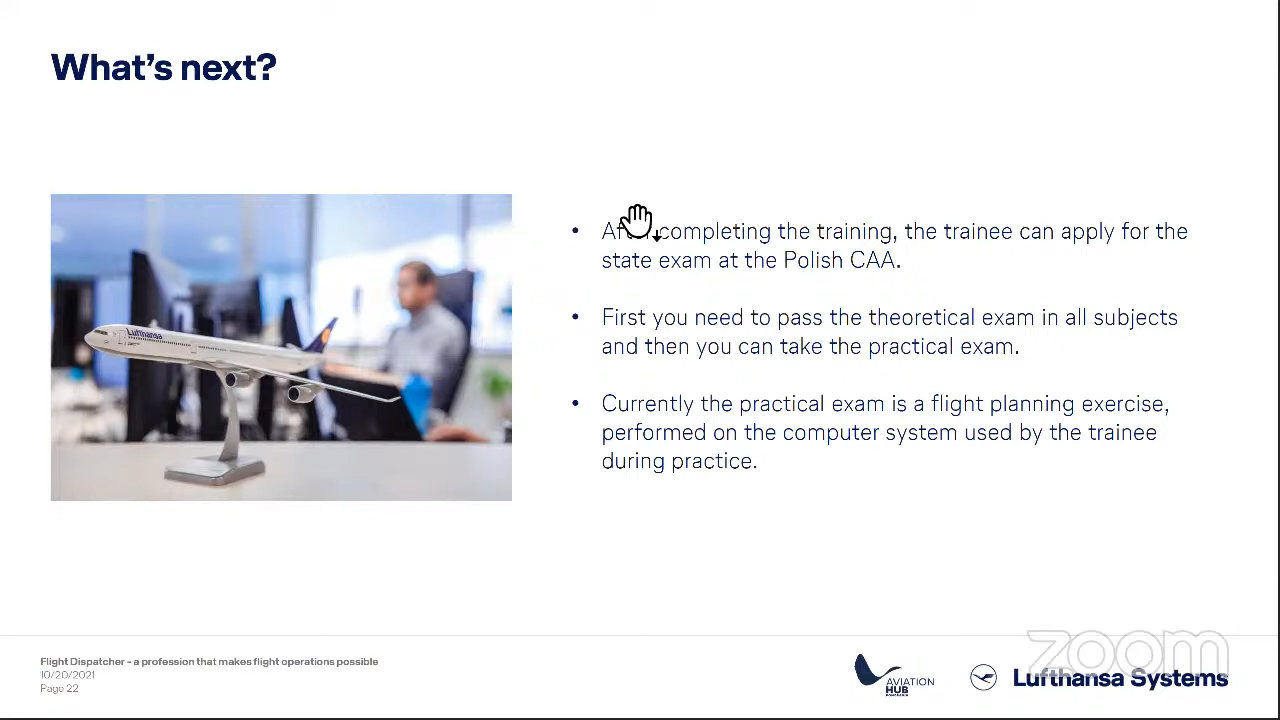 What's next?
• After completing the training, the trainee can apply for the
state exam at the Polish CAA.
• First you need to pass the theoretical exam in all subjects
and then you can take the practical exam.
• Currently the practical exam is a flight planning exercise,
performed on the computer system used by the trainee
during practice.
Lufthansa
Flight Dispatcher - a profession that makes flight operations possible
10/20/2021
Page 22
AVIATION
HUB
zoom
Lufthansa Systems